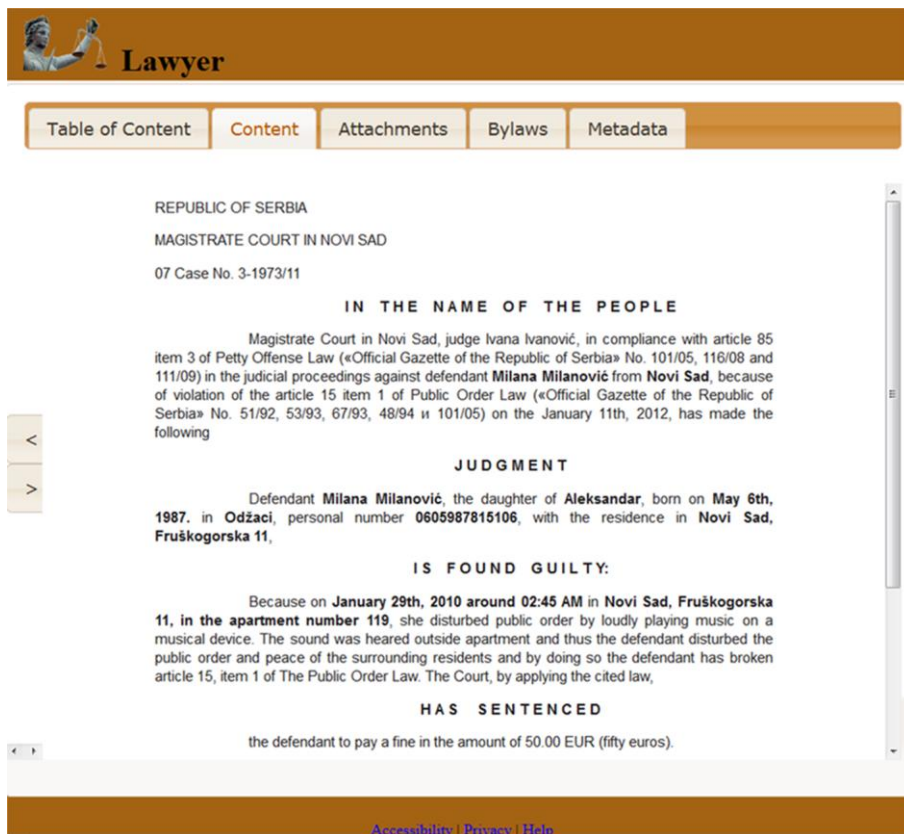 Lawyer
Table of Content Content Attachments Bylaws Metadata
REPUBLIC OF SERBIA
MAGISTRATE COURT IN NOVI SAD
07 Case No. 3-1973/11
IN THE NAME OF THE PEOPLE
Magistrate Court in Novi Sad, judge Ivana Ivanović, in compliance with article 85
item 3 of Petty Offense Law («Official Gazette of the Republic of Serbia» No. 101/05, 116/08 and
111/09) in the judicial proceedings against defendant Milana Milanović from Novi Sad, because
of violation of the article 15 item 1 of Public Order Law («Official Gazette of the Republic of
Serbia» No. 51/92, 53/93, 67/93, 48/94 и 101/05) on the January 11th, 2012, has made the
following
<
>
JUDGMENT
Defendant Milana Milanović, the daughter of Aleksandar, born on May 6th,
1987. in Odžaci, personal number 0605987815106, with the residence in Novi Sad,
Fruškogorska 11,
IS FOUND GUILTY:
Because on January 29th, 2010 around 02:45 AM in Novi Sad, Fruškogorska
11, in the apartment number 119, she disturbed public order by loudly playing music on a
musical device. The sound was heared outside apartment and thus the defendant disturbed the
public order and peace of the surrounding residents and by doing so the defendant has broken
article 15, item 1 of The Public Order Law. The Court, by applying the cited law,
HAS SENTENCED
the defendant to pay a fine in the amount of 50.00 EUR (fifty euros).
Accessibility | Privacy | Help